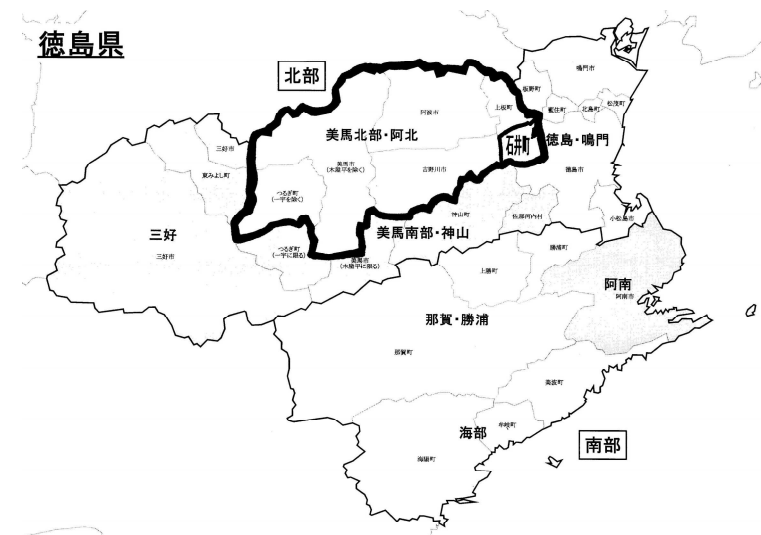 徳島県
北部
鳴門市
板野町
松茂町
藍住町
北島町
上板町
阿波市
美馬北部・阿北
石井町
徳島・鳴門
三好市
東みよし町
美馬市
(木屋平を除く)
吉野川市
徳島市
つるぎ町
(一宇を除く)
神山町
佐那河内村
小松島市
三好
美馬南部・神山
三好市
つるぎ町
(一宇に限る)
美馬市
(木屋平に限る)
勝浦町
上勝町
阿南
阿南市
那賀・勝浦
那賀町
美波町
海部
牟岐町
海陽町
南部